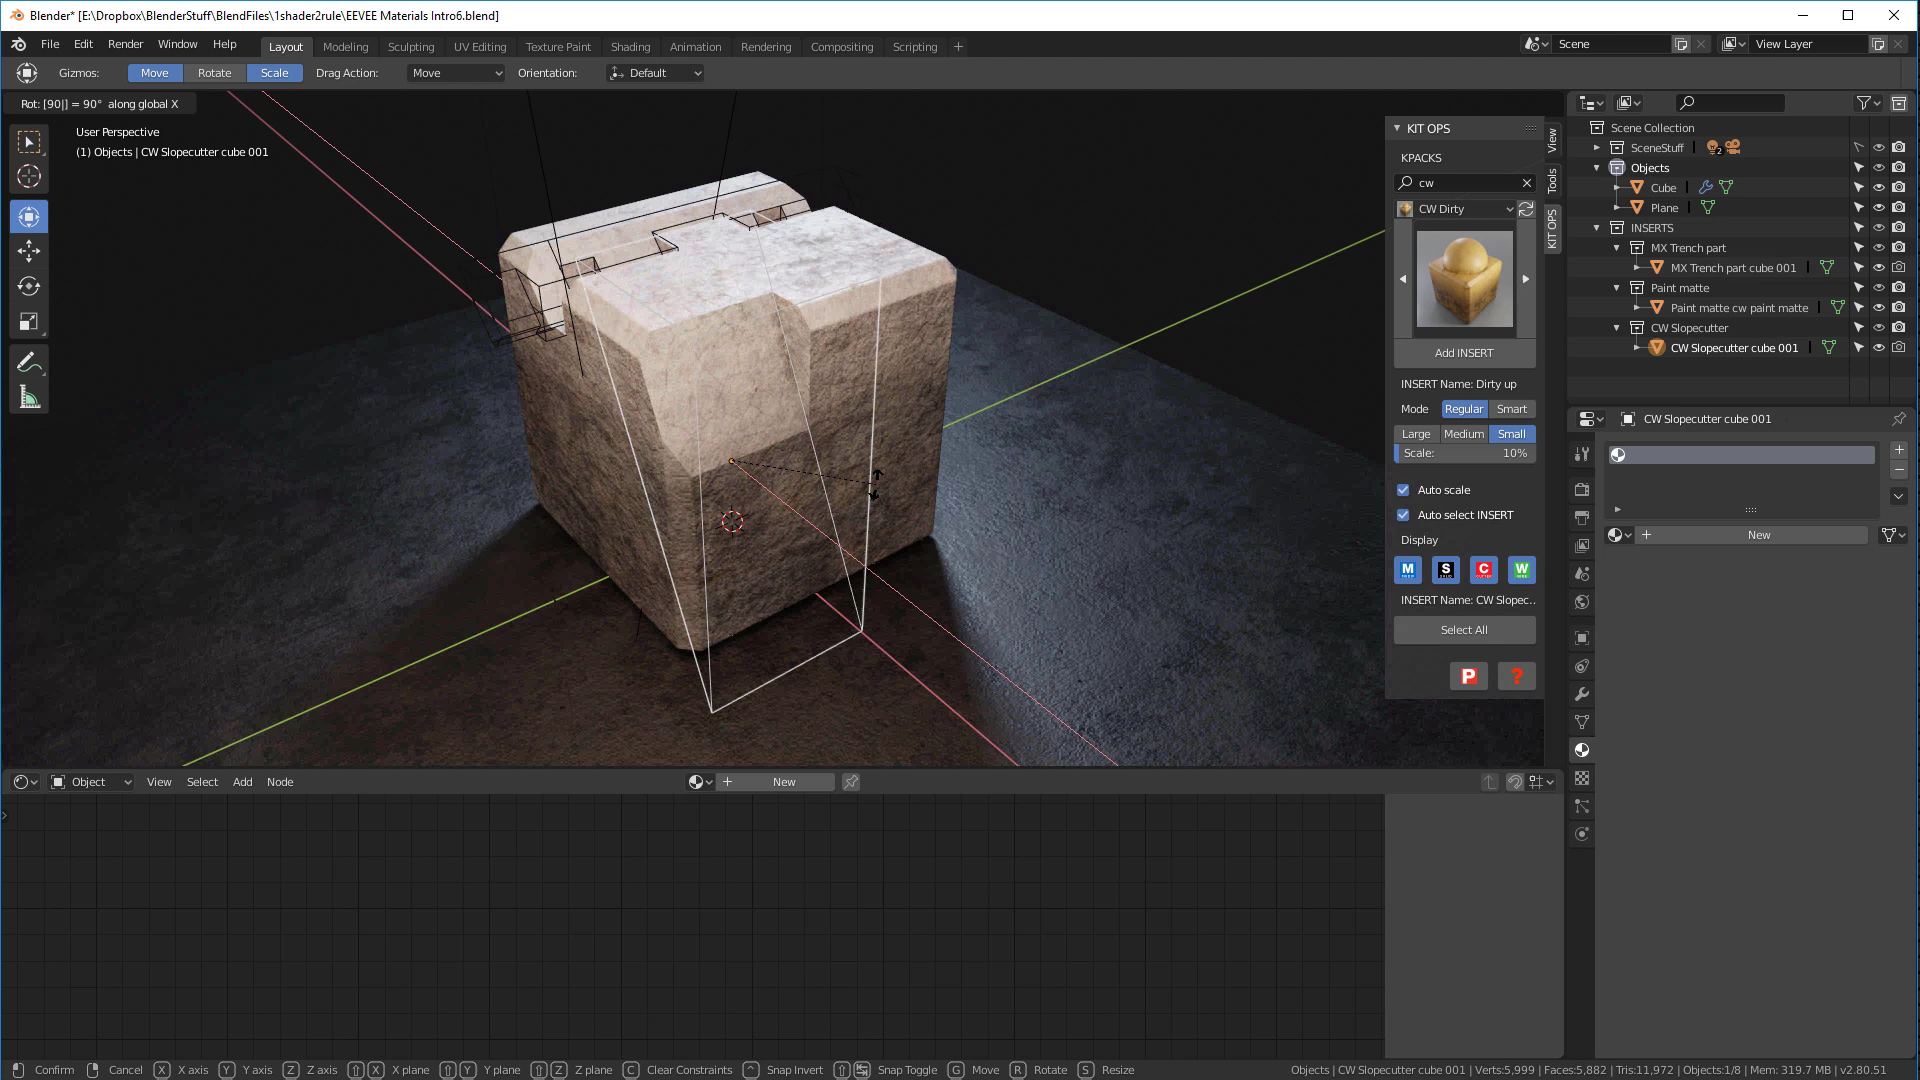 Blender* [E:\Dropbox\BlenderStuff\BlendFiles\1shader2rule\EEVEE Materials Intro6.blend]
File Edit Render Window Help Layout Modeling Sculpting UV Editing Texture Paint Shading Animation Rendering Compositing Scripting + Scene View Layer
Gizmos: Move Rotate Scale Drag Action: Move Orientation: Default
Rot: [90|] = 90° along global X
User Perspective
(1) Objects | CW Slopecutter cube 001
KIT OPS
KPACKS
cw
CW Dirty
Add INSERT
INSERT Name: Dirty up
Mode Regular Smart
Large Medium Small
Scale: 10%
Auto scale
Auto select INSERT
Display
M S C W
INSERT Name: CW Slopec..
Select All
P ?
View
Tools
KIT OPS
Scene Collection
SceneStuff 2
Objects
Cube
Plane
INSERTS
MX Trench part
MX Trench part cube 001
Paint matte
Paint matte cw paint matte
CW Slopecutter
CW Slopecutter cube 001
CW Slopecutter cube 001
New
Object View Select Add Node New
Confirm Cancel X X axis Y Y axis Z Z axis X X plane Y Y plane Z Z plane C Clear Constraints ^ Snap Invert Snap Toggle G Move R Rotate S Resize Objects | CW Slopecutter cube 001 | Verts:5,999 | Faces:5,882 | Tris:11,972 | Objects:1/8 | Mem: 319.7 MB | v2.80.51